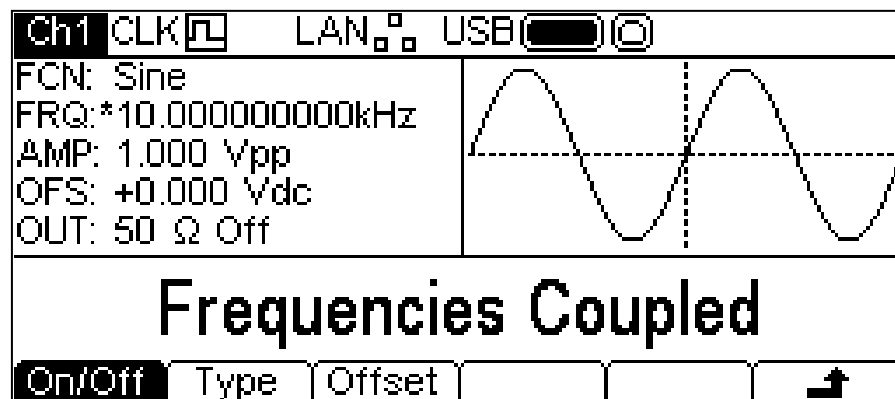 Ch1 CLK LAN USB
FCN: Sine
FRQ:*10.000000000kHz
AMP: 1.000 Vpp
OFS: +0.000 Vdc
OUT: 50 Ω Off
Frequencies Coupled
On/Off Type Offset